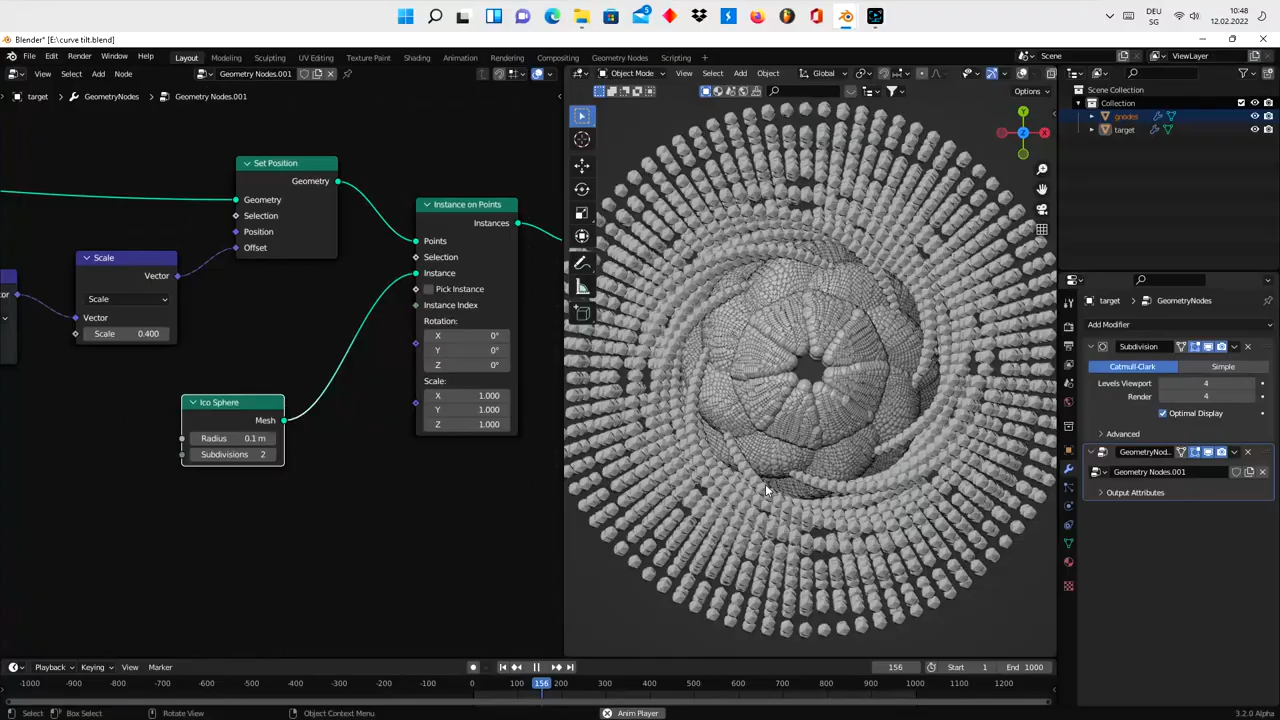 5
DE
SG
10:48
12.02.2022
Blender* [E:\curve tilt.blend]
File Edit Render Window Help
Layout Modeling Sculpting UV Editing Texture Paint Shading Animation Rendering Compositing Geometry Nodes Scripting +
Scene
ViewLayer
View Select Add Node
Geometry Nodes.001
Object Mode View Select Add Object
Global
Options
target GeometryNodes Geometry Nodes.001
Scene Collection
Collection
gnodes
target
Set Position
Geometry
Geometry
Selection
Position
Offset
Scale
Vector
Scale
Vector
Scale 0.400
Ico Sphere
Mesh
Radius 0.1 m
Subdivisions 2
Instance on Points
Instances
Points
Selection
Instance
Pick Instance
Instance Index
Rotation:
X 0°
Y 0°
Z 0°
Scale:
X 1.000
Y 1.000
Z 1.000
Y
X
Z
target GeometryNodes
Add Modifier
Subdivision
Catmull-Clark Simple
Levels Viewport 4
Render 4
Optimal Display
Advanced
GeometryNod..
Geometry Nodes.001
Output Attributes
Playback Keying View Marker
156
Start 1
End 1000
-1000 -900 -800 -700 -600 -500 -400 -300 -200 -100 0 100 156 200 300 400 500 600 700 800 900 1000 1100 1200
Select Box Select Rotate View Object Context Menu
Anim Player
3.2.0 Alpha